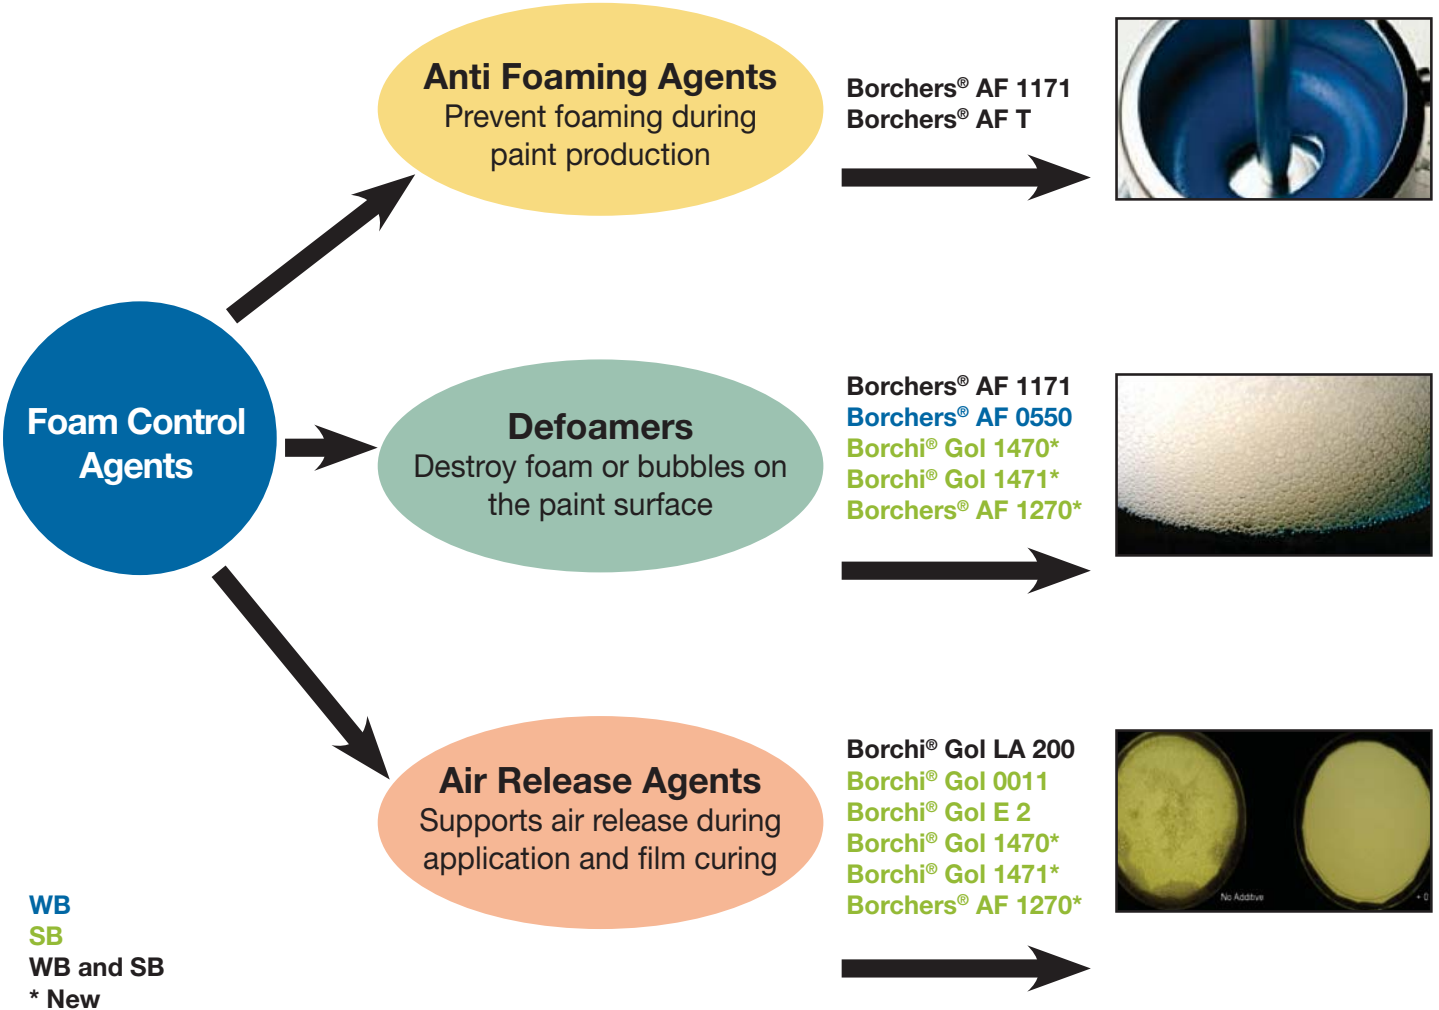 Anti Foaming Agents
Prevent foaming during
paint production
Borchers® AF 1171
Borchers® AF T
Foam Control
Agents
Defoamers
Destroy foam or bubbles on
the paint surface
Borchers® AF 1171
Borchers® AF 0550
Borchi® Gol 1470*
Borchi® Gol 1471*
Borchers® AF 1270*
Air Release Agents
Supports air release during
application and film curing
Borchi® Gol LA 200
Borchi® Gol 0011
Borchi® Gol E 2
Borchi® Gol 1470*
Borchi® Gol 1471*
Borchers® AF 1270*
No Additive
+ 0
WB
SB
WB and SB
* New